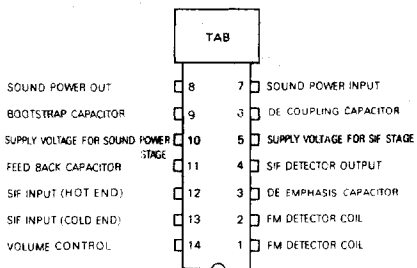 TAB
SOUND POWER OUT 8 7 SOUND POWER INPUT
BOOTSTRAP CAPACITOR 9 6 DE COUPLING CAPACITOR
SUPPLY VOLTAGE FOR SOUND POWER STAGE 10 5 SUPPLY VOLTAGE FOR SIF STAGE
FEED BACK CAPACITOR 11 4 SIF DETECTOR OUTPUT
SIF INPUT (HOT END) 12 3 DE EMPHASIS CAPACITOR
SIF INPUT (COLD END) 13 2 FM DETECTOR COIL
VOLUME CONTROL 14 1 FM DETECTOR COIL